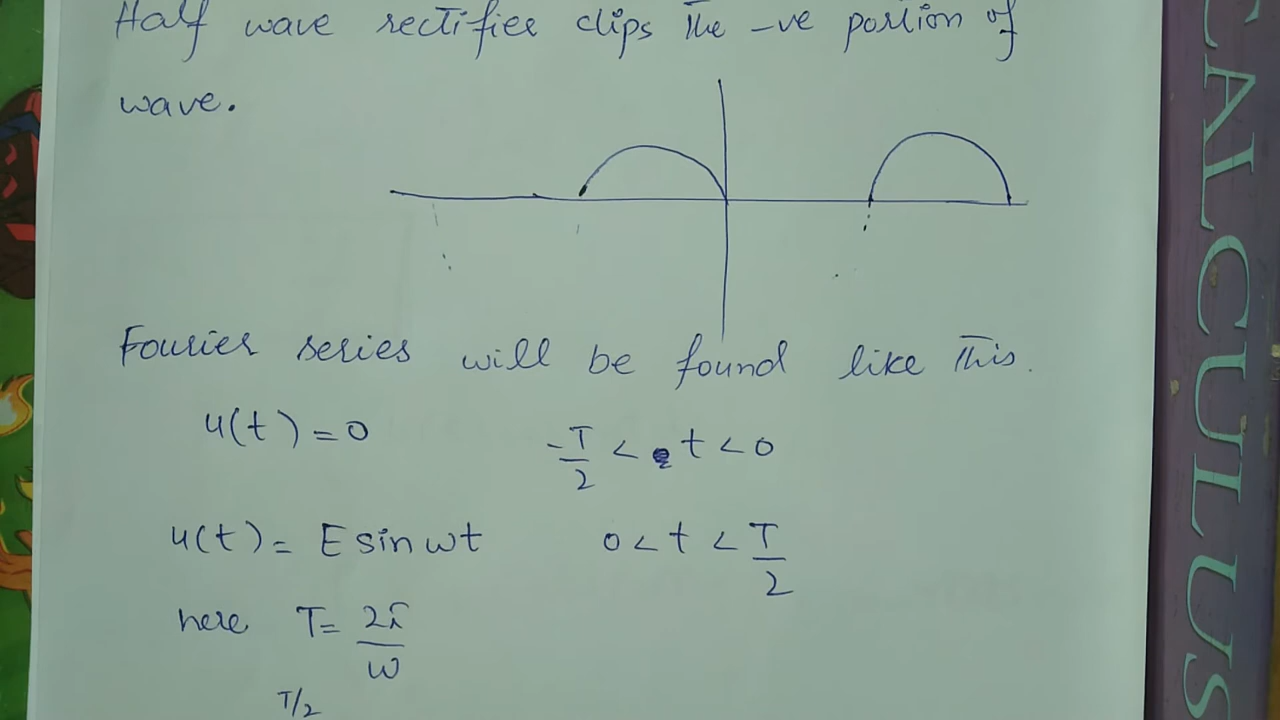 Half wave rectifier clips the -ve portion of
wave.
Fourier series will be found like this.
u(t)=0 -T/2 < t < 0
u(t)= E sin wt 0 < t < T/2
here T= 2π/w
T/2
CALCULUS